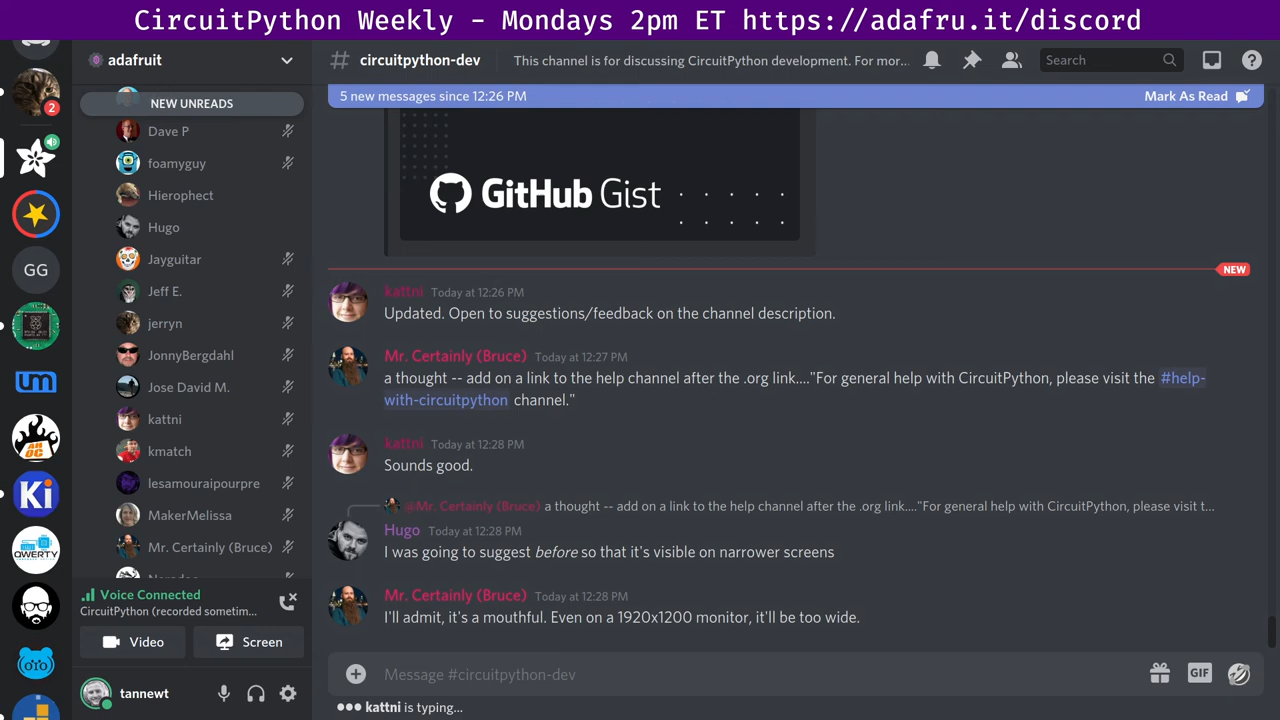 CircuitPython Weekly - Mondays 2pm ET https://adafru.it/discord
adafruit
circuitpython-dev
This channel is for discussing CircuitPython development. For mor...
Search
NEW UNREADS
5 new messages since 12:26 PM
Mark As Read
2
Dave P
foamyguy
Hierophect
Hugo
Jayguitar
Jeff E.
jerryn
JonnyBergdahl
Jose David M.
kattni
kmatch
lesamouraipourpre
MakerMelissa
Mr. Certainly (Bruce)
GG
um
AHOC
Ki
QWERTY
GitHub Gist
NEW
kattni Today at 12:26 PM
Updated. Open to suggestions/feedback on the channel description.
Mr. Certainly (Bruce) Today at 12:27 PM
a thought -- add on a link to the help channel after the .org link...."For general help with CircuitPython, please visit the #help-
with-circuitpython channel."
kattni Today at 12:28 PM
Sounds good.
@Mr. Certainly (Bruce) a thought -- add on a link to the help channel after the .org link...."For general help with CircuitPython, please visit t...
Hugo Today at 12:28 PM
I was going to suggest before so that it's visible on narrower screens
Mr. Certainly (Bruce) Today at 12:28 PM
I'll admit, it's a mouthful. Even on a 1920x1200 monitor, it'll be too wide.
Voice Connected
CircuitPython (recorded sometim...
Video
Screen
tannewt
Message #circuitpython-dev
GIF
kattni is typing...